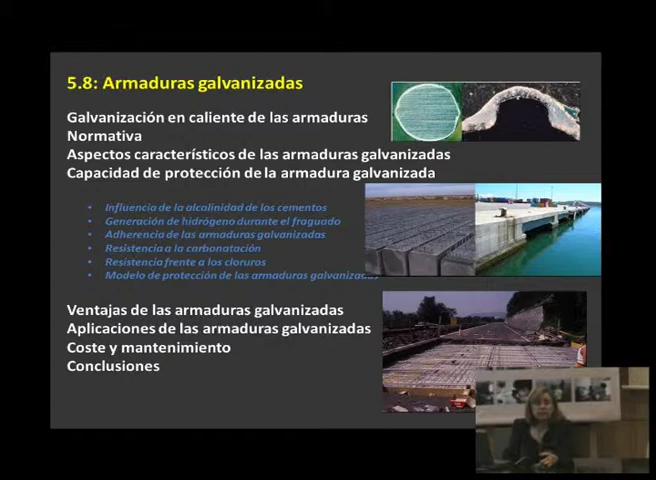 5.8: Armaduras galvanizadas
Galvanización en caliente de las armaduras
Normativa
Aspectos característicos de las armaduras galvanizadas
Capacidad de protección de la armadura galvanizada
• Influencia de la alcalinidad de los cementos
• Generación de hidrógeno durante el fraguado
• Adherencia de las armaduras galvanizadas
• Resistencia a la carbonatación
• Resistencia frente a los cloruros
• Modelo de protección de las armaduras galvanizadas
Ventajas de las armaduras galvanizadas
Aplicaciones de las armaduras galvanizadas
Coste y mantenimiento
Conclusiones